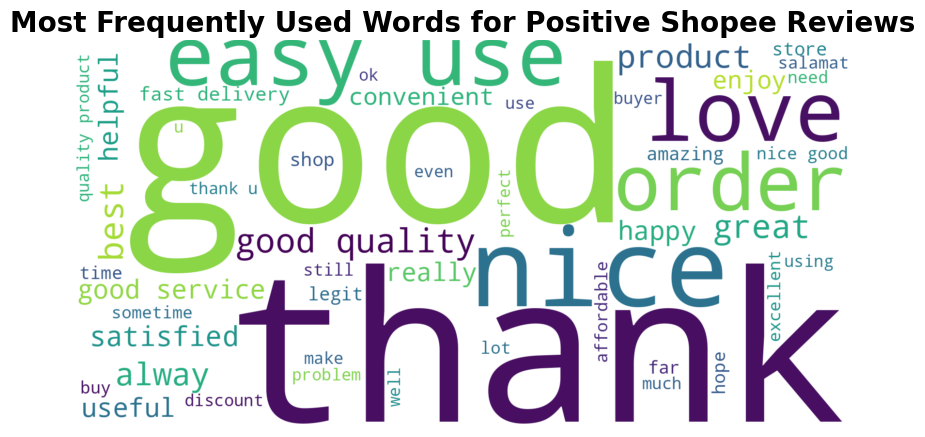 Most Frequently Used Words for Positive Shopee Reviews
easy use
product
store
salamat
ok
quality product
helpful
fast delivery
convenient
use
buyer
enjoy
need
love
good
u
shop
even
thank u
best
perfect
amazing
nice good
order
happy
great
good quality
nice
time
still
really
using
good service
legit
affordable
excellent
sometime
satisfied
thank
lot
make
problem
well
far
much
hope
alway
buy
useful
discount